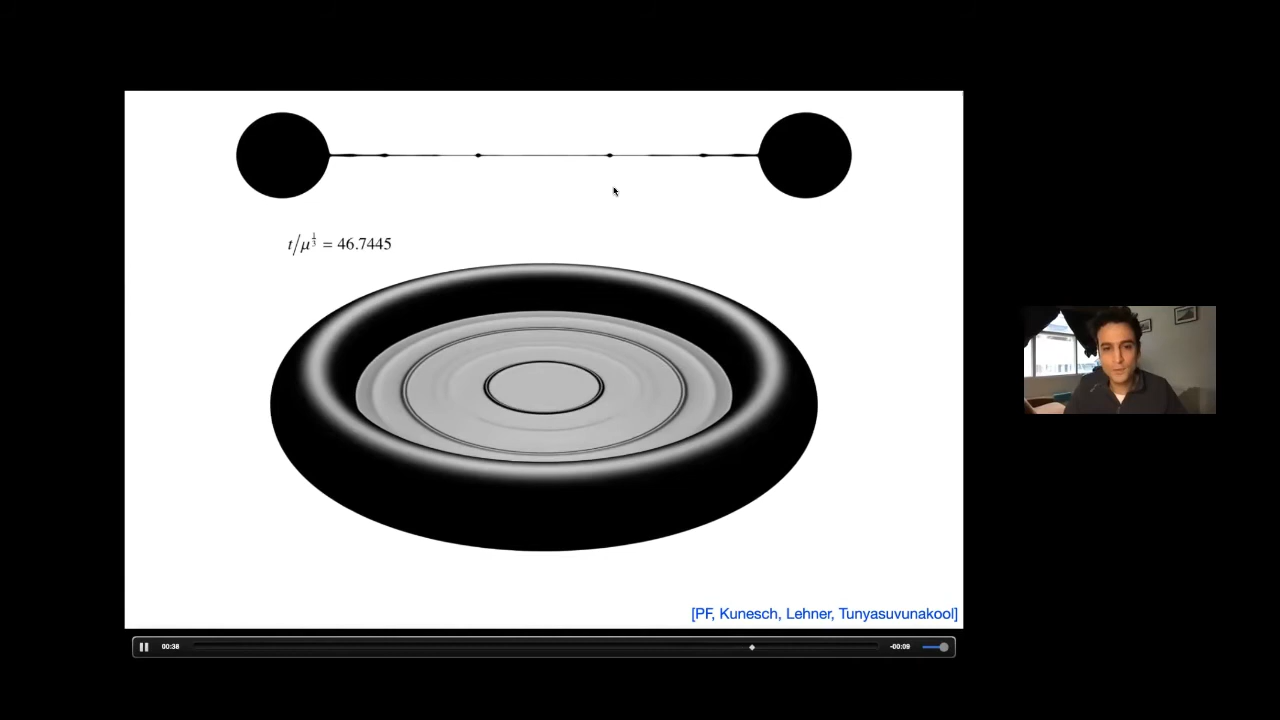 t/μ^{1/3} = 46.7445
[PF, Kunesch, Lehner, Tunyasuvunakool]
00:38
-00:09